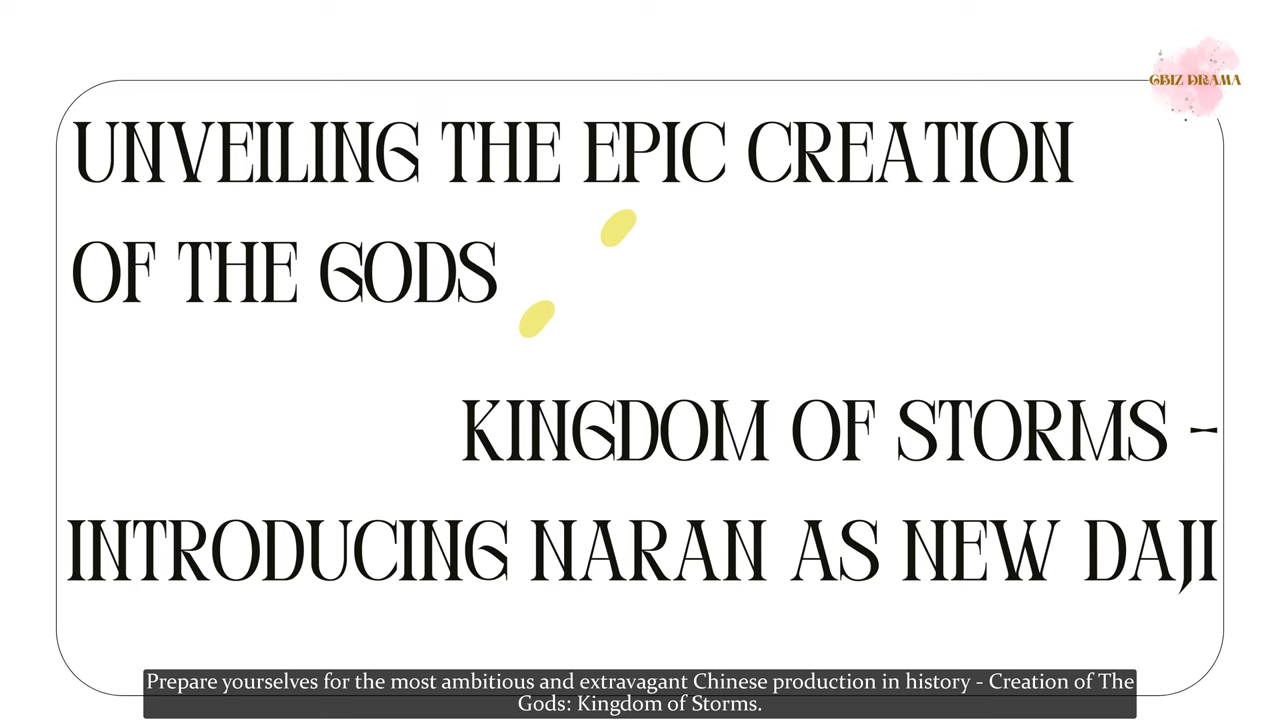 GBIZ DRAMA
UNVEILING THE EPIC CREATION
OF THE GODS
KINGDOM OF STORMS -
INTRODUCING NARAN AS NEW DAJI
Prepare yourselves for the most ambitious and extravagant Chinese production in history - Creation of The
Gods: Kingdom of Storms.